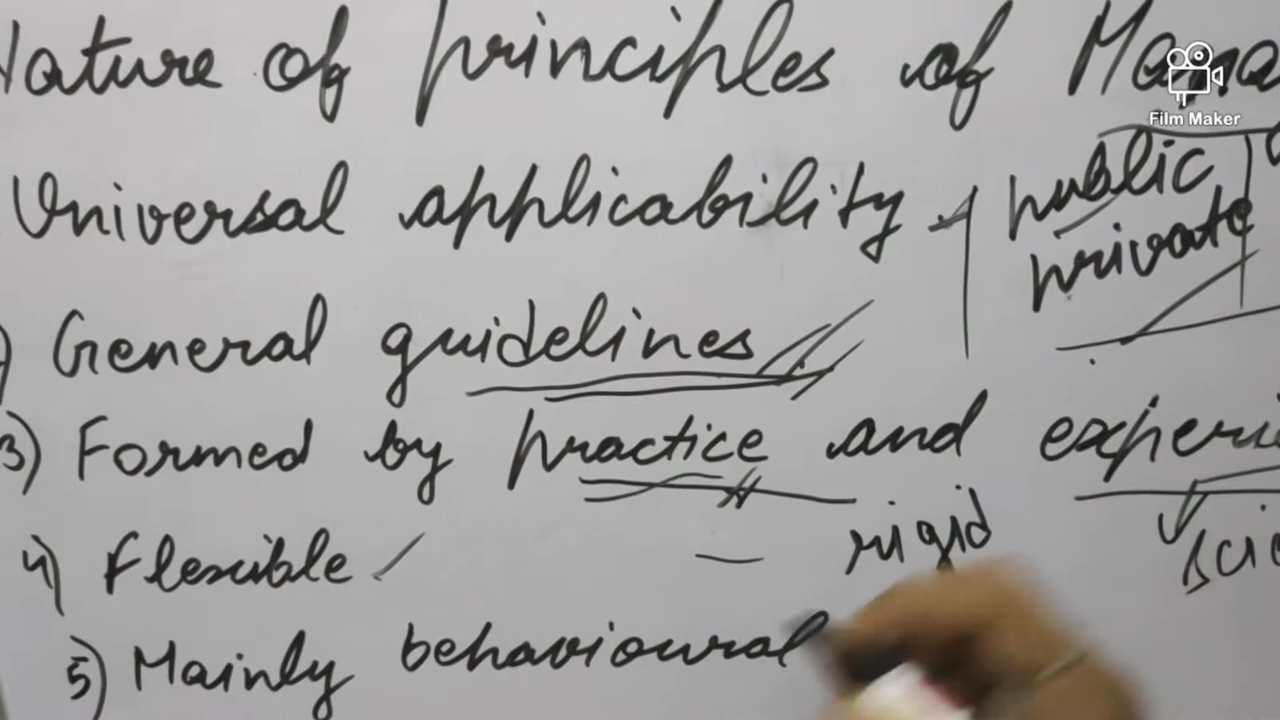 Nature of principles of Mana
Film Maker
Universal applicability public
private
General guidelines
3) Formed by practice and experi
4) Flexible - rigid
scie
5) Mainly behavioural